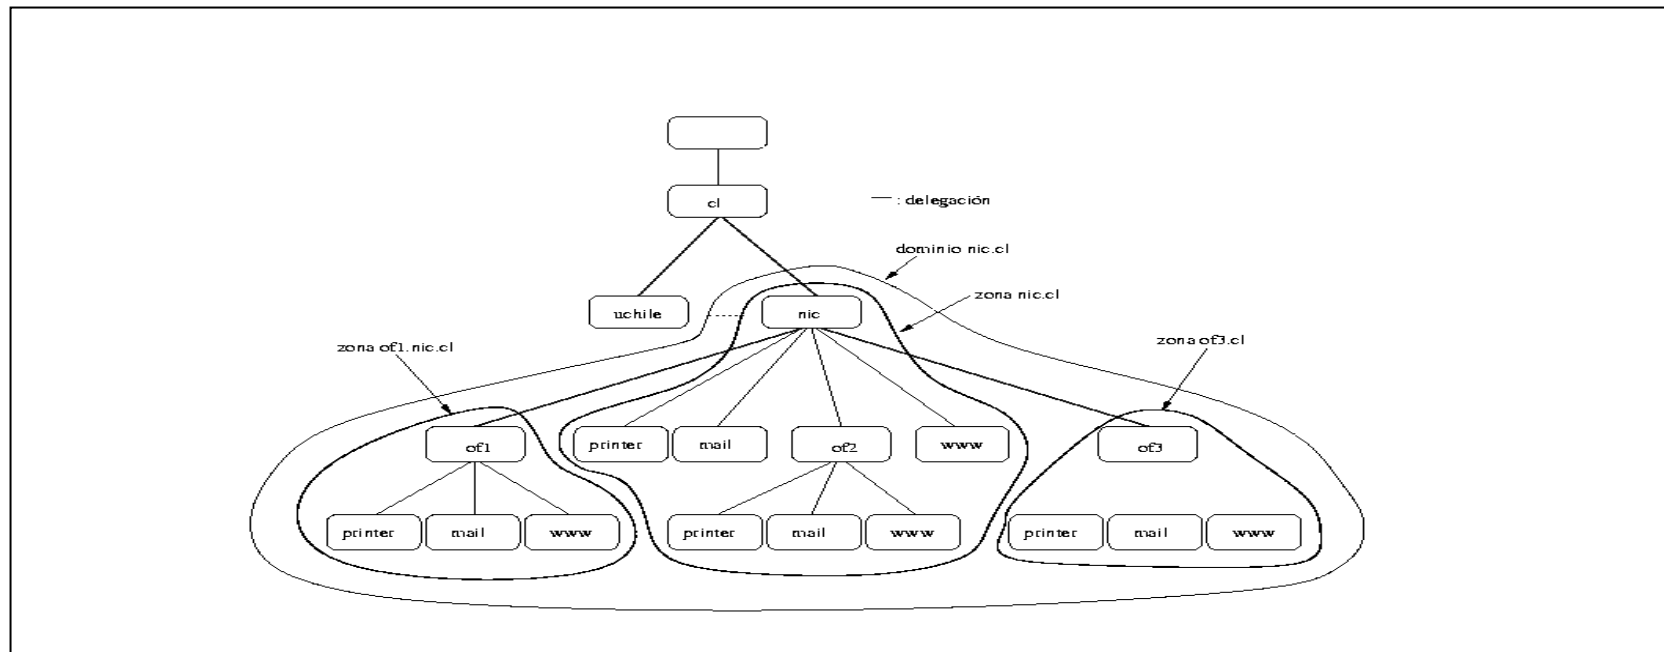 cl
— : delegación
dominio nic.cl
zona nic.cl
uchile
nic
zona of1.nic.cl
zona of3.cl
of1
printer
mail
of2
www
of3
printer
mail
www
printer
mail
www
printer
mail
www